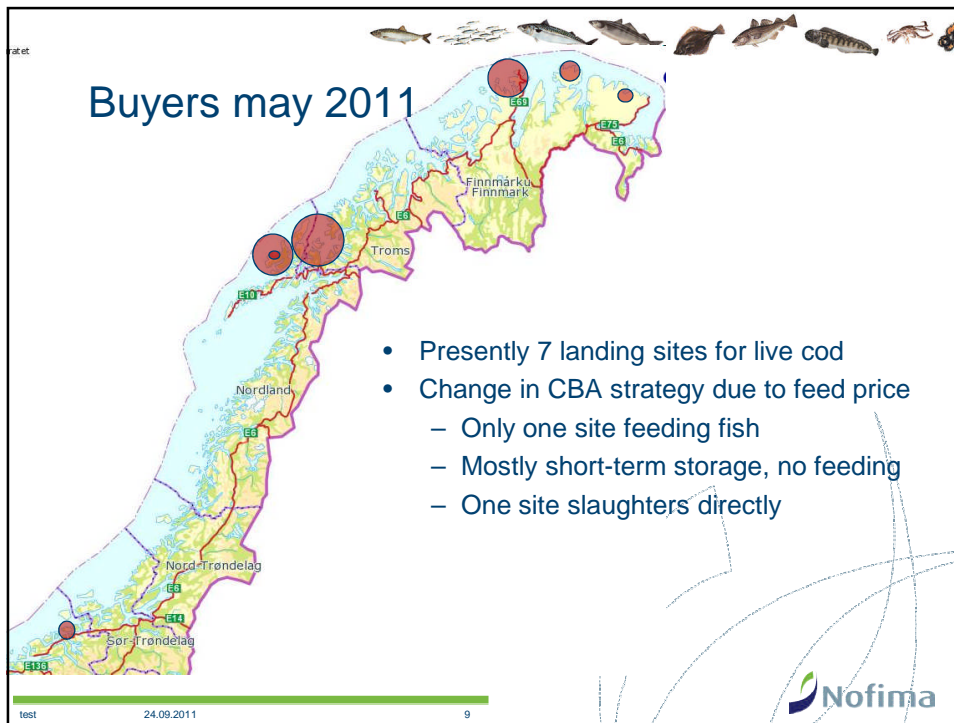 ratet
Buyers may 2011
E69
E75
E6
Finnmárku
Finnmark
E6
Troms
E10
• Presently 7 landing sites for live cod
• Change in CBA strategy due to feed price
Nordland
– Only one site feeding fish
E6
– Mostly short-term storage, no feeding
– One site slaughters directly
Nord-Trøndelag
E6
E14
Sør-Trøndelag
E136
Nofima
test 24.09.2011 9